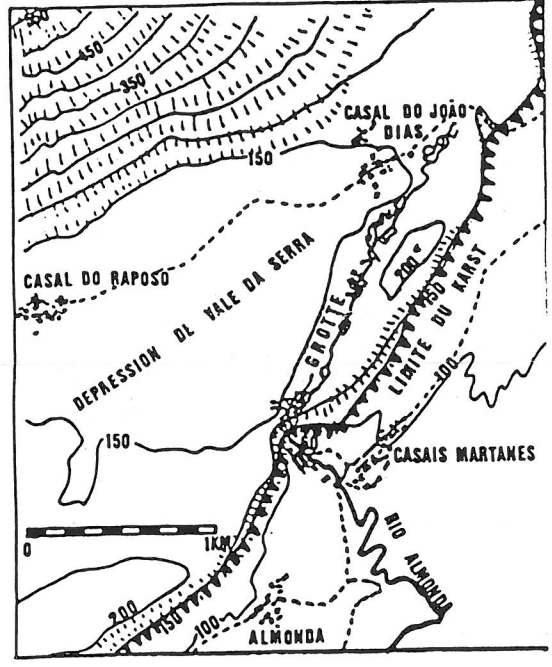 450
350
150
CASAL DO JOÃO
DIAS
CASAL DO RAPOSO
DEPRESSION DE VALE DA SERRA
GROTTE
200
150
LIMITE DU KARST
100
150
CASAIS MARTANES
0
1KM
RIO ALMONDA
200
150
100
ALMONDA